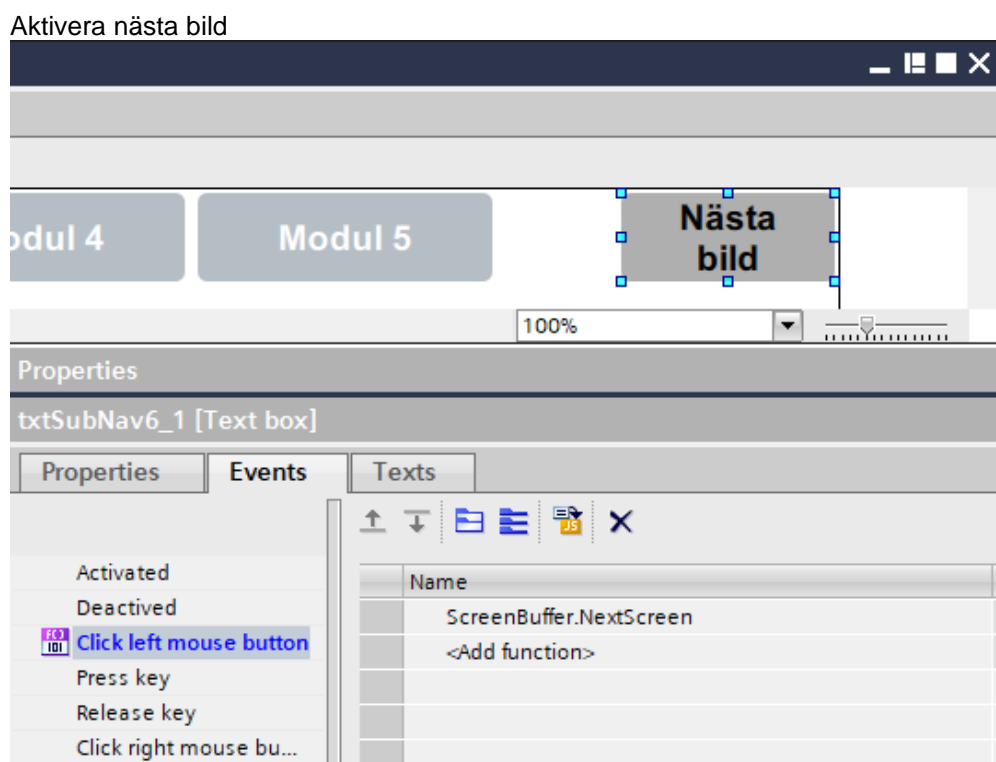 Aktivera nästa bild
odul 4
Modul 5
Nästa
bild
100%
Properties
txtSubNav6_1 [Text box]
Properties
Events
Texts
Activated
Deactived
Click left mouse button
Press key
Release key
Click right mouse bu...
Name
ScreenBuffer.NextScreen
<Add function>